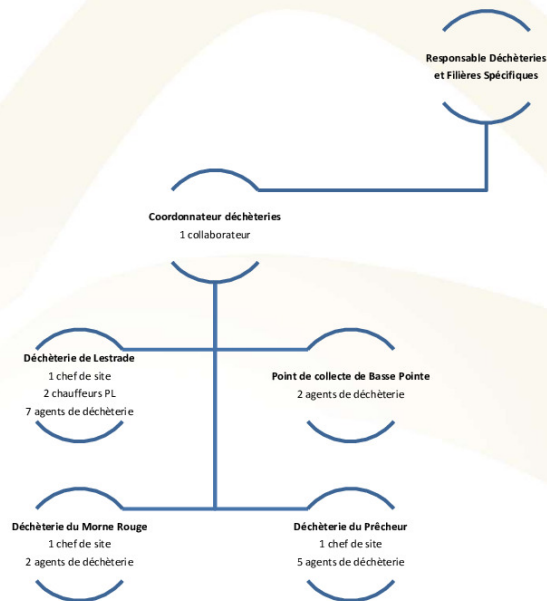 Responsable Déchèteries
et Filières Spécifiques
Coordonnateur déchèteries
1 collaborateur
Déchèterie de Lestrade
1 chef de site
2 chauffeurs PL
7 agents de déchèterie
Point de collecte de Basse Pointe
2 agents de déchèterie
Déchèterie du Morne Rouge
1 chef de site
2 agents de déchèterie
Déchèterie du Prêcheur
1 chef de site
5 agents de déchèterie